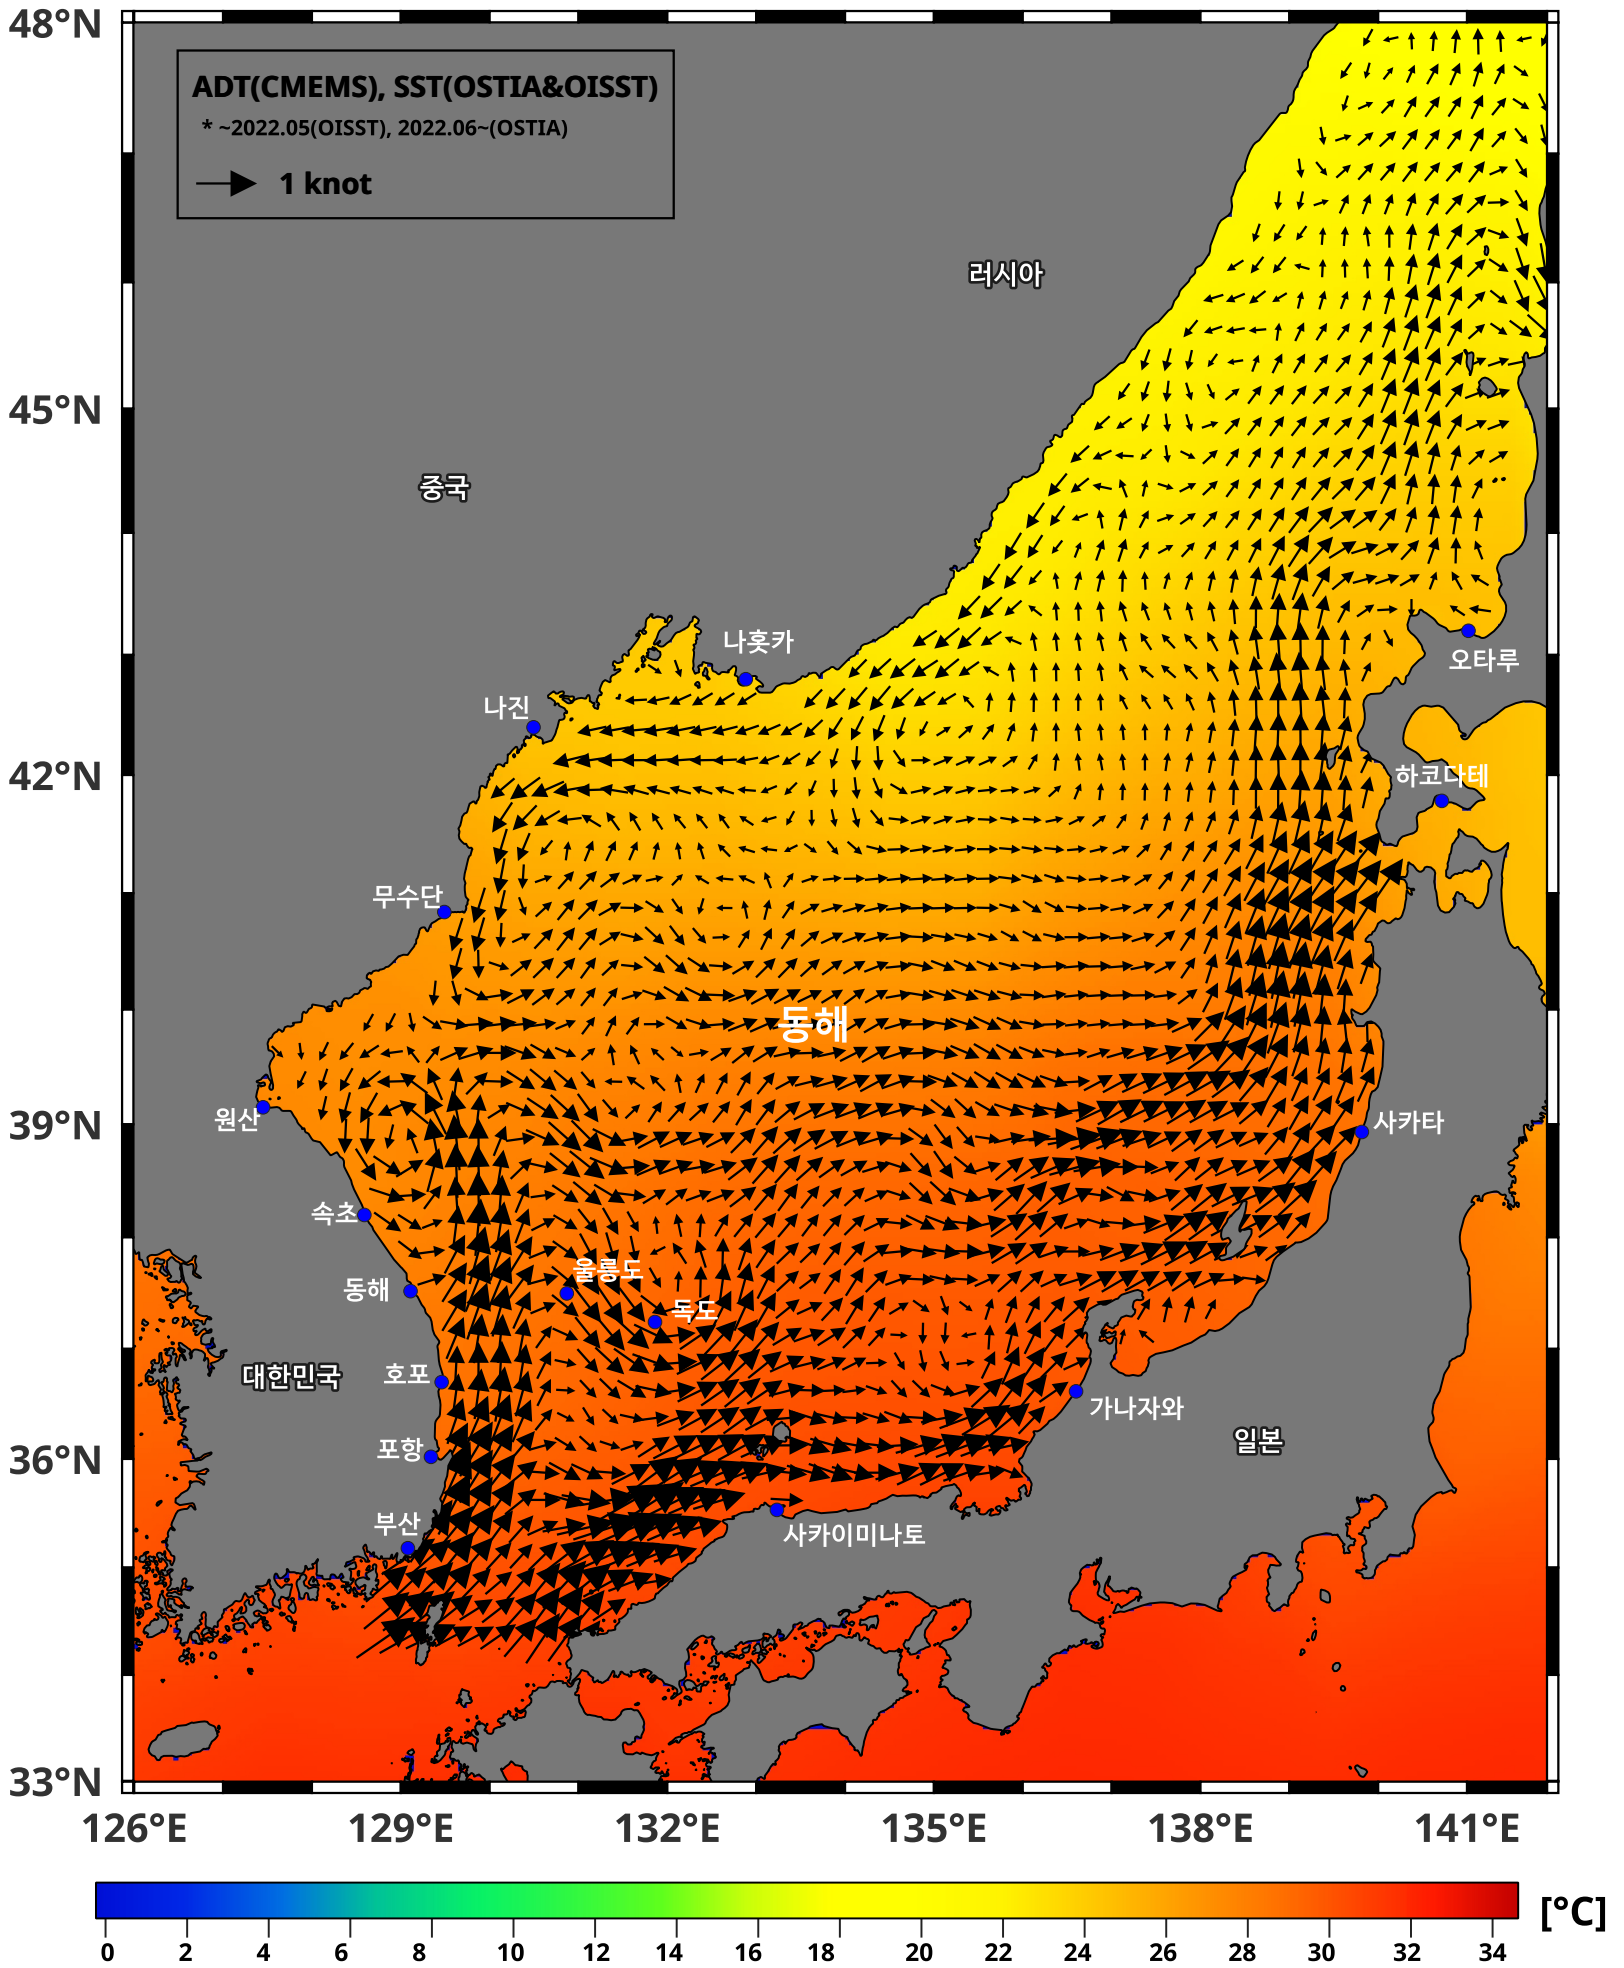 48°N
ADT(CMEMS), SST(OSTIA&OISST)
* ~2022.05(OISST), 2022.06~(OSTIA)
1 knot
러시아
45°N
중국
나홋카
오타루
나진
42°N
하코다테
무수단
동해
39°N
원산
사카타
속초
울릉도
동해
독도
대한민국
호포
가나자와
일본
36°N
포항
부산
사카이미나토
33°N
126°E 129°E 132°E 135°E 138°E 141°E
[°C]
0 2 4 6 8 10 12 14 16 18 20 22 24 26 28 30 32 34